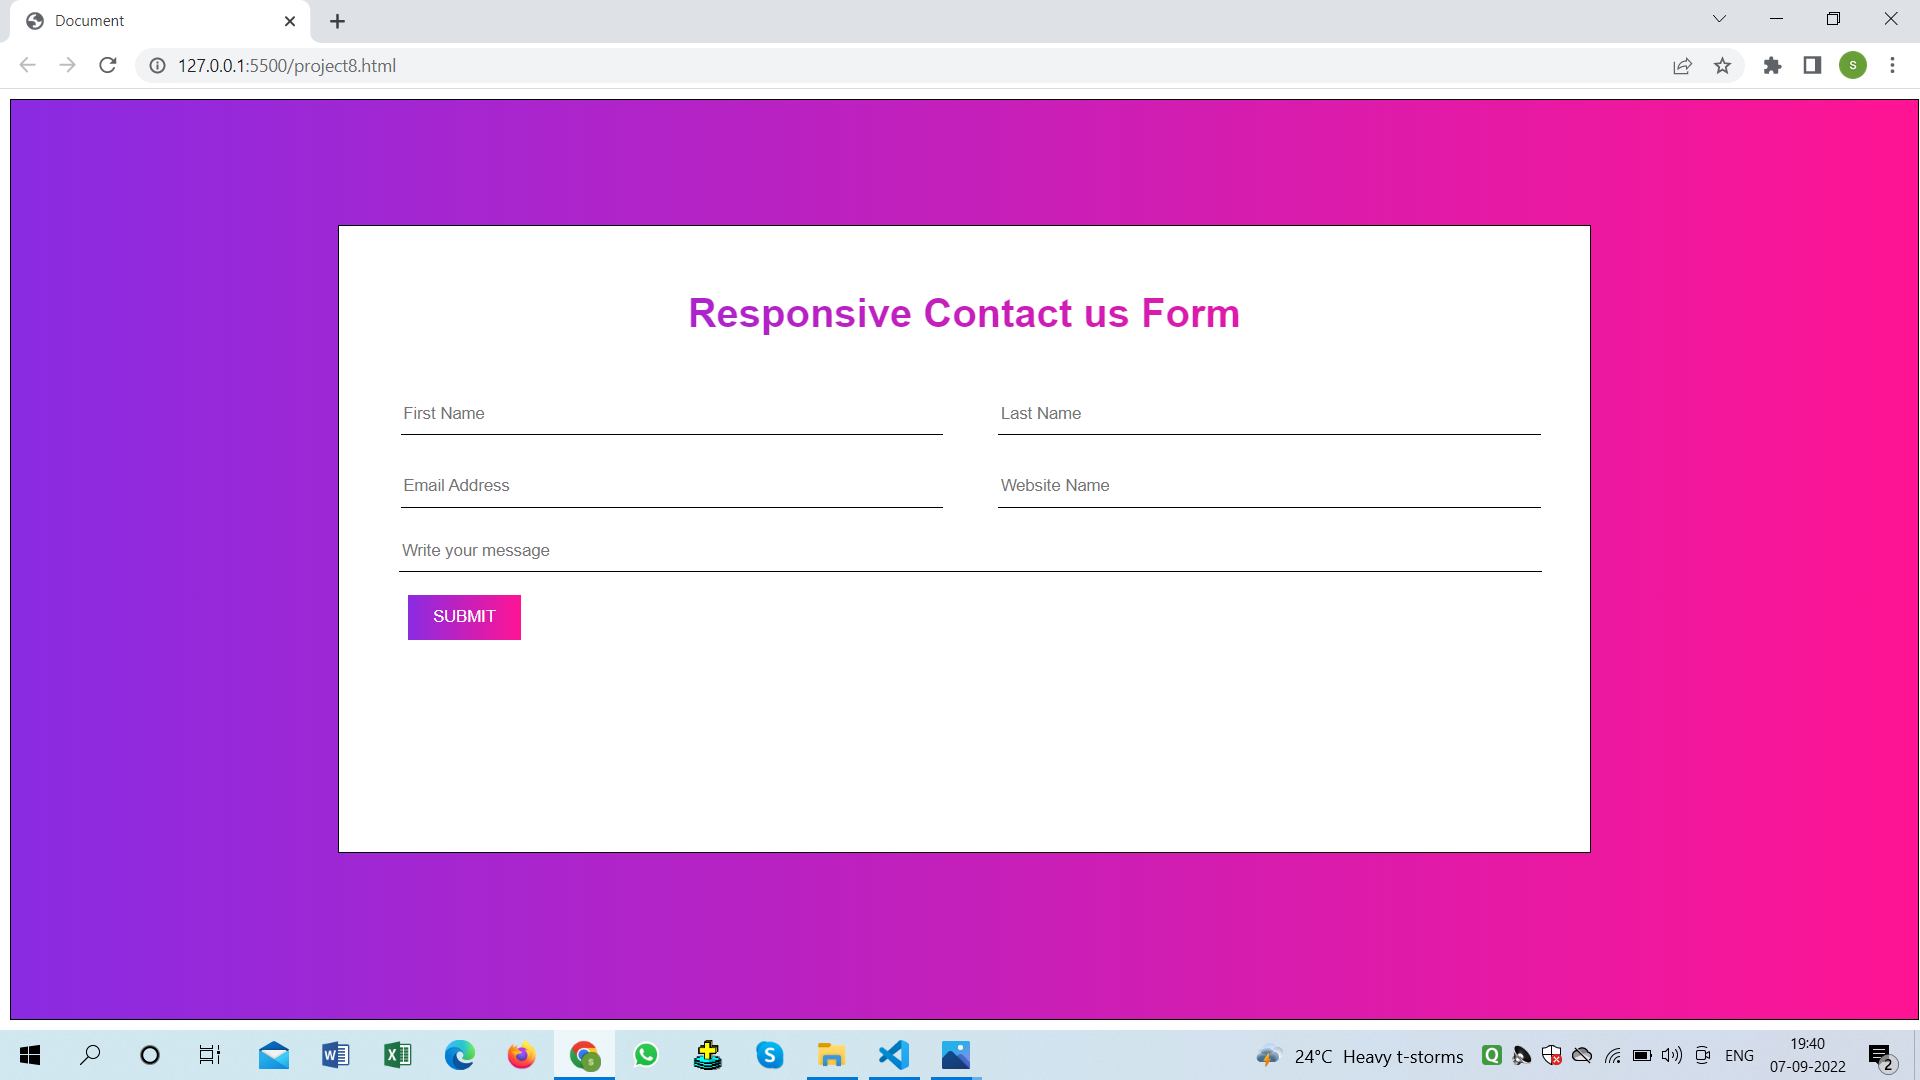 Document
127.0.0.1:5500/project8.html
S
Responsive Contact us Form
First Name
Last Name
Email Address
Website Name
Write your message
SUBMIT
24°C Heavy t-storms
ENG
19:40
07-09-2022
2